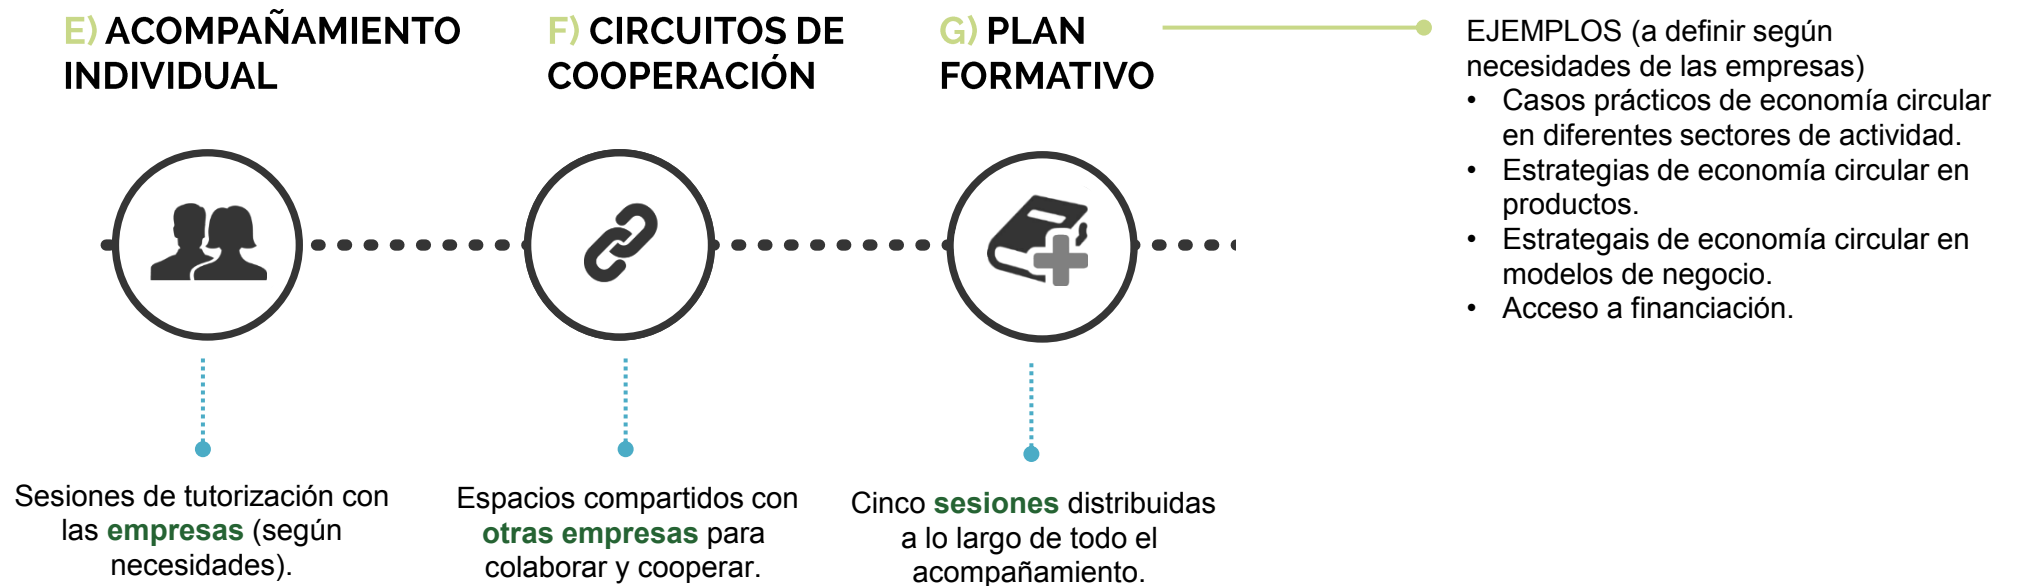 E) ACOMPAÑAMIENTO
INDIVIDUAL
F) CIRCUITOS DE
COOPERACIÓN
G) PLAN
FORMATIVO
EJEMPLOS (a definir según
necesidades de las empresas)
• Casos prácticos de economía circular
en diferentes sectores de actividad.
• Estrategias de economía circular en
productos.
• Estrategais de economía circular en
modelos de negocio.
• Acceso a financiación.
Sesiones de tutorización con
las empresas (según
necesidades).
Espacios compartidos con
otras empresas para
colaborar y cooperar.
Cinco sesiones distribuidas
a lo largo de todo el
acompañamiento.